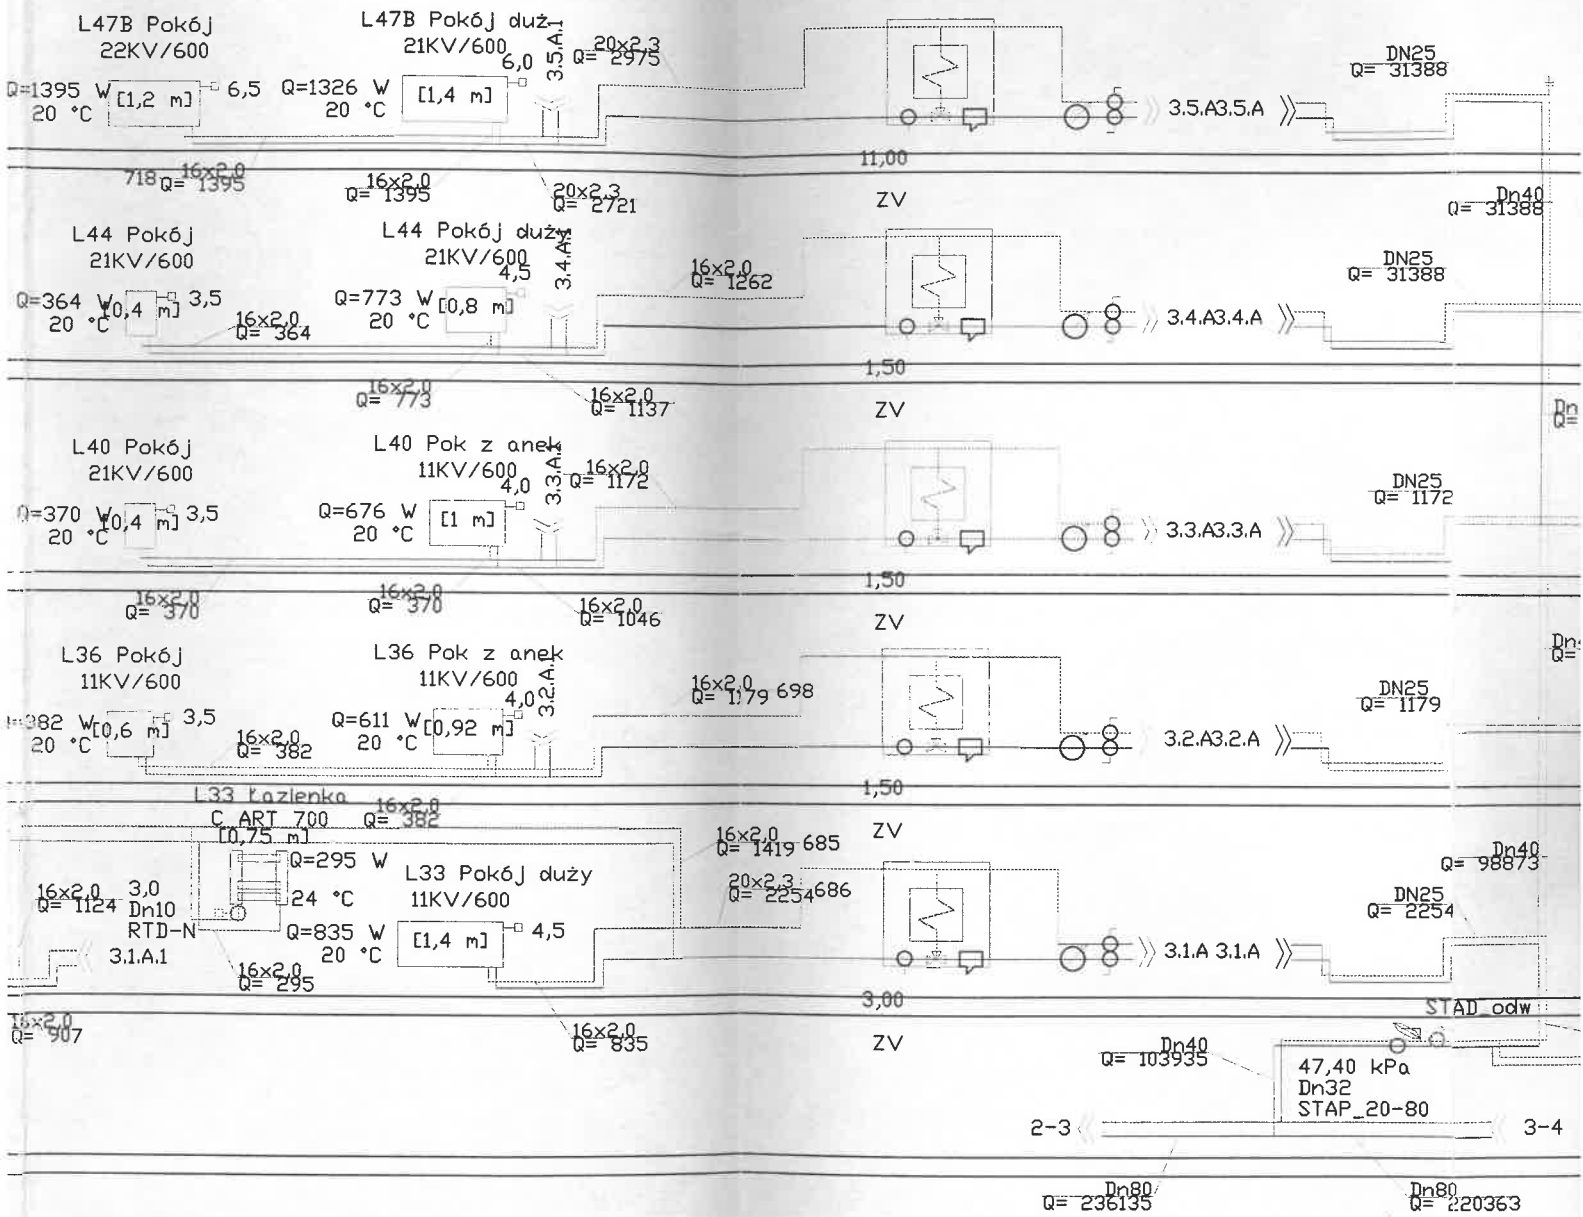 L47B Pokój
22KV/600
Q=1395 W
20 °C
[1,2 m]
6,5
L47B Pokój duż
21KV/600
6,0
Q=1326 W
20 °C
[1,4 m]
3.5.A.1
20x2,3
Q= 2975
DN25
Q= 31388
3.5.A3.5.A
11,00
ZV
718
16x2,0
Q= 1395
16x2,0
Q= 1395
20x2,3
Q= 2721
Dn40
Q= 31388
L44 Pokój
21KV/600
Q=364 W
20 °C
[0,4 m]
3,5
16x2,0
Q= 364
L44 Pokój duży
21KV/600
4,5
Q=773 W
20 °C
[0,8 m]
3.4.A.1
16x2,0
Q= 1262
DN25
Q= 31388
3.4.A3.4.A
1,50
ZV
16x2,0
Q= 773
16x2,0
Q= 1137
Dn
Q=
L40 Pokój
21KV/600
Q=370 W
20 °C
[0,4 m]
3,5
L40 Pok z anek
11KV/600
4,0
Q=676 W
20 °C
[1 m]
3.3.A.1
16x2,0
Q= 1172
DN25
Q= 1172
3.3.A3.3.A
1,50
ZV
16x2,0
Q= 370
16x2,0
Q= 370
16x2,0
Q= 1046
Dn4
Q=
L36 Pokój
11KV/600
=382 W
20 °C
[0,6 m]
3,5
16x2,0
Q= 382
L36 Pok z anek
11KV/600
4,0
Q=611 W
20 °C
[0,92 m]
3.2.A.1
16x2,0
Q= 1179
698
DN25
Q= 1179
3.2.A3.2.A
1,50
ZV
L33 Łazienka
C_ART 700
[0,75 m]
16x2,0
Q= 382
Q=295 W
24 °C
16x2,0
Q= 1124
3,0
Dn10
RTD-N
3.1.A.1
L33 Pokój duży
11KV/600
Q=835 W
20 °C
[1,4 m]
4,5
16x2,0
Q= 295
16x2,0
Q= 1419
685
20x2,3
Q= 2254
686
Dn40
Q= 98873
DN25
Q= 2254
3.1.A 3.1.A
3,00
ZV
16x2,0
Q= 907
16x2,0
Q= 835
STAD_odw
Dn40
Q= 103935
47,40 kPa
Dn32
STAP_20-80
2-3
3-4
Dn80
Q= 236135
Dn80
Q= 220363